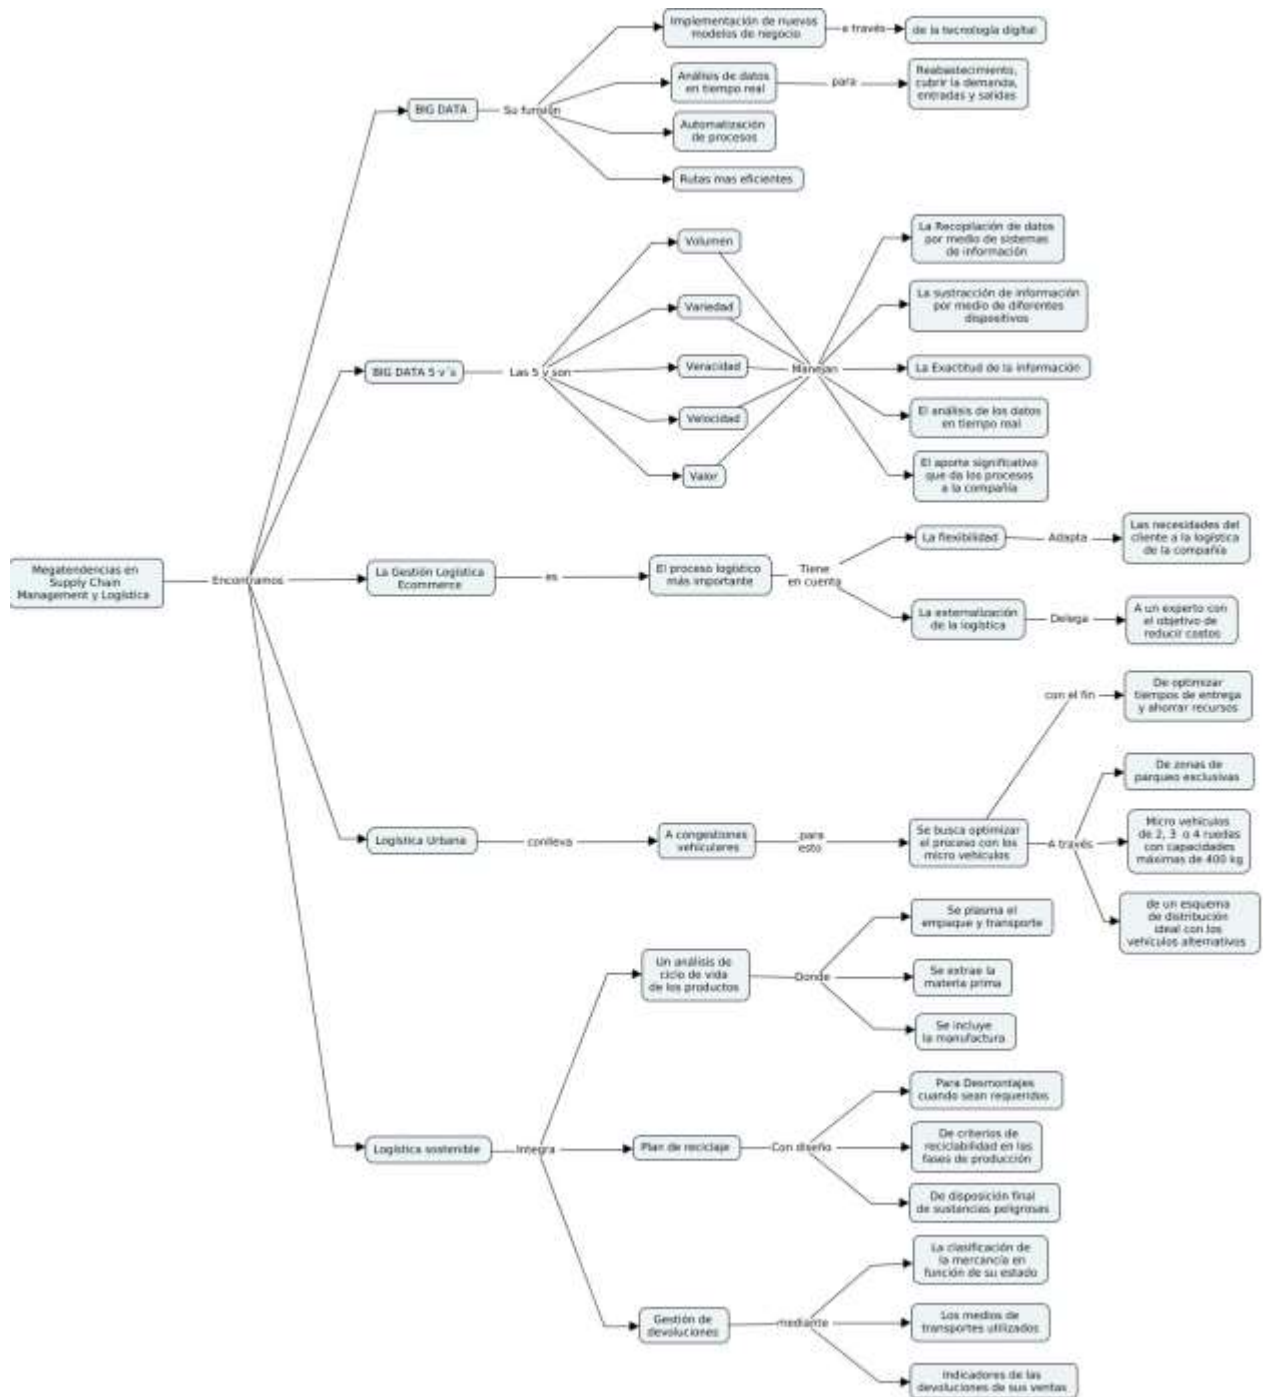 Implementación de nuevos
modelos de negocio
a través
de la tecnología digital
Análisis de datos
en tiempo real
para
Reabastecimiento,
cubrir la demanda,
entradas y salidas
BIG DATA
Su función
Automatización
de procesos
Rutas mas eficientes
Volumen
La Recopilación de datos
por medio de sistemas
de información
Variedad
La sustracción de información
por medio de diferentes
dispositivos
BIG DATA 5 v´s
Las 5 v son
Veracidad
Manejan
La Exactitud de la información
Velocidad
El análisis de los datos
en tiempo real
Valor
El aporte significativo
que da los procesos
a la compañía
Megatendencias en
Supply Chain
Management y Logística
Encontramos
La Gestión Logística
Ecommerce
es
El proceso logístico
más importante
Tiene
en cuenta
La flexibilidad
Adapta
Las necesidades del
cliente a la logística
de la compañía
La externalización
de la logística
Delega
A un experto con
el objetivo de
reducir costos
con el fin
De optimizar
tiempos de entrega
y ahorrar recursos
Logística Urbana
conlleva
A congestiones
vehiculares
para
esto
Se busca optimizar
el proceso con los
micro vehículos
A través
De zonas de
parqueo exclusivas
Micro vehículos
de 2, 3 o 4 ruedas
con capacidades
máximas de 400 kg
de un esquema
de distribución
ideal con los
vehículos alternativos
Logística sostenible
Integra
Un análisis de
ciclo de vida
de los productos
Donde
Se plasma el
empaque y transporte
Se extrae la
materia prima
Se incluye
la manufactura
Plan de reciclaje
Con diseño
Para Desmontajes
cuando sean requeridos
De criterios de
reciclabilidad en las
fases de producción
De disposición final
de sustancias peligrosas
Gestión de
devoluciones
mediante
La clasificación de
la mercancía en
función de su estado
Los medios de
transportes utilizados
Indicadores de las
devoluciones de sus ventas